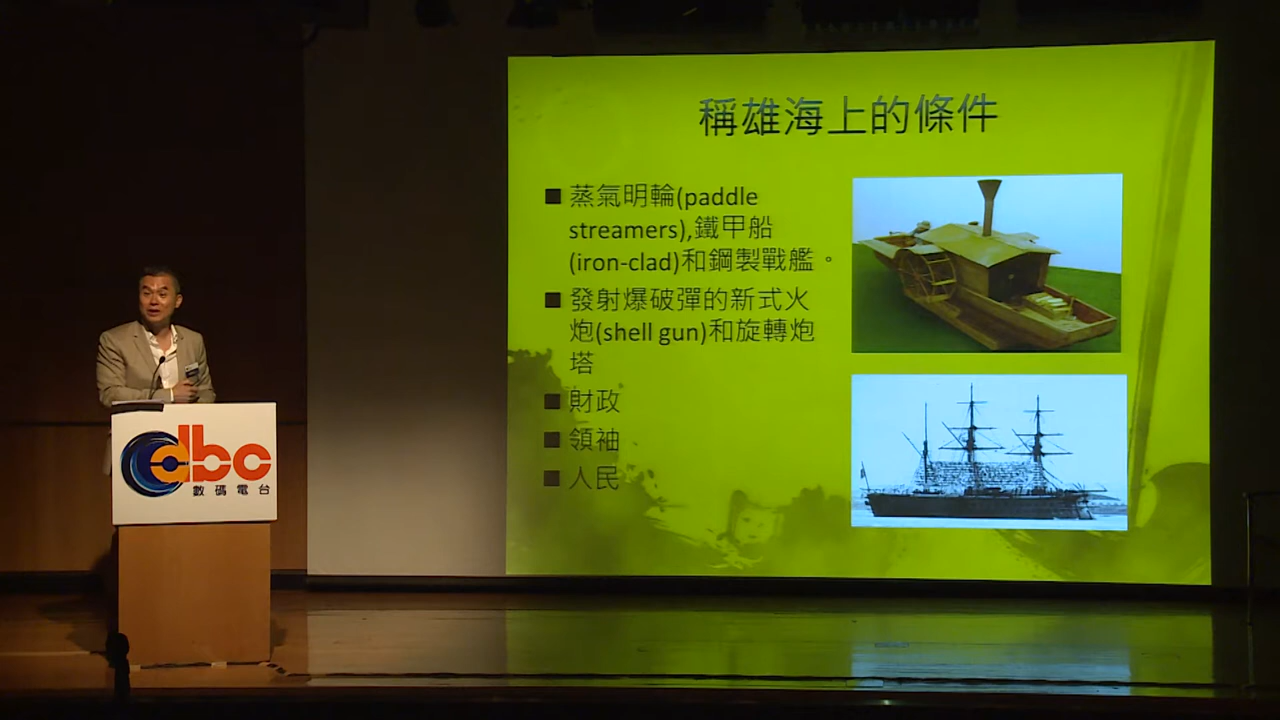 稱雄海上的條件
■ 蒸氣明輪(paddle
streamers),鐵甲船
(iron-clad)和鋼製戰艦。
■ 發射爆破彈的新式火
炮(shell gun)和旋轉炮
塔
■ 財政
■ 領袖
■ 人民
dbc
數碼電台